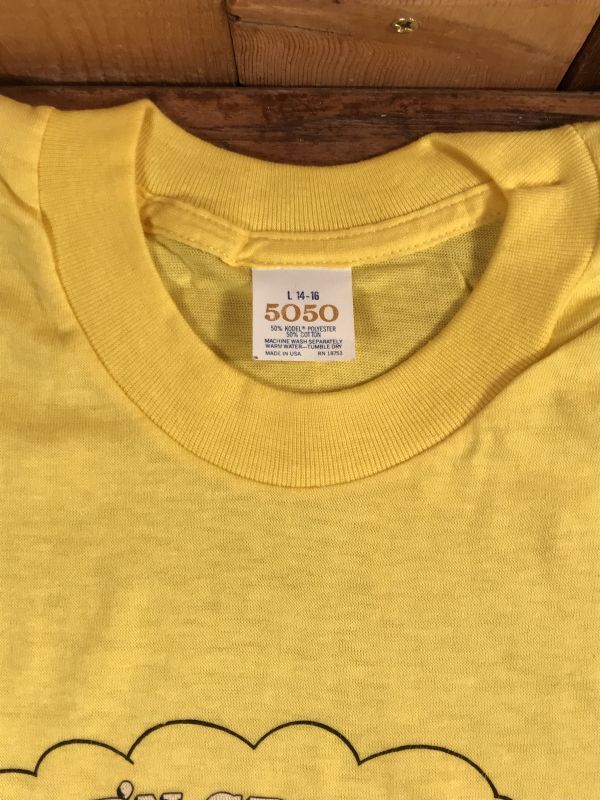 L 14-16
5050
50% KODEL® POLYESTER
50% COTTON
MACHINE WASH SEPARATELY
WARM WATER—TUMBLE DRY
MADE IN USA RN 18753